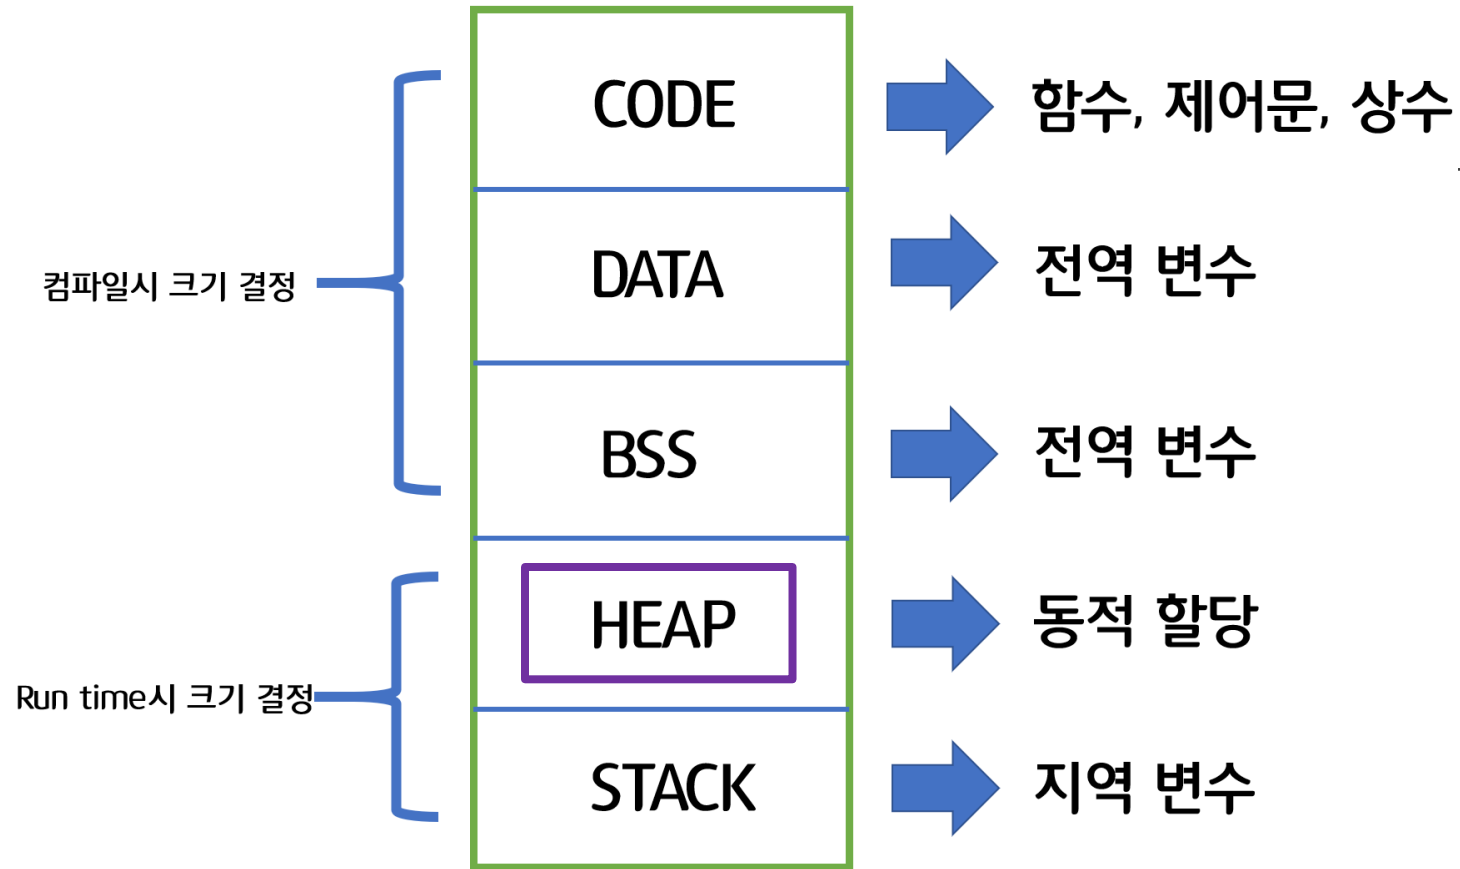 CODE
함수, 제어문, 상수
DATA
전역 변수
컴파일시 크기 결정
BSS
전역 변수
HEAP
동적 할당
Run time시 크기 결정
STACK
지역 변수